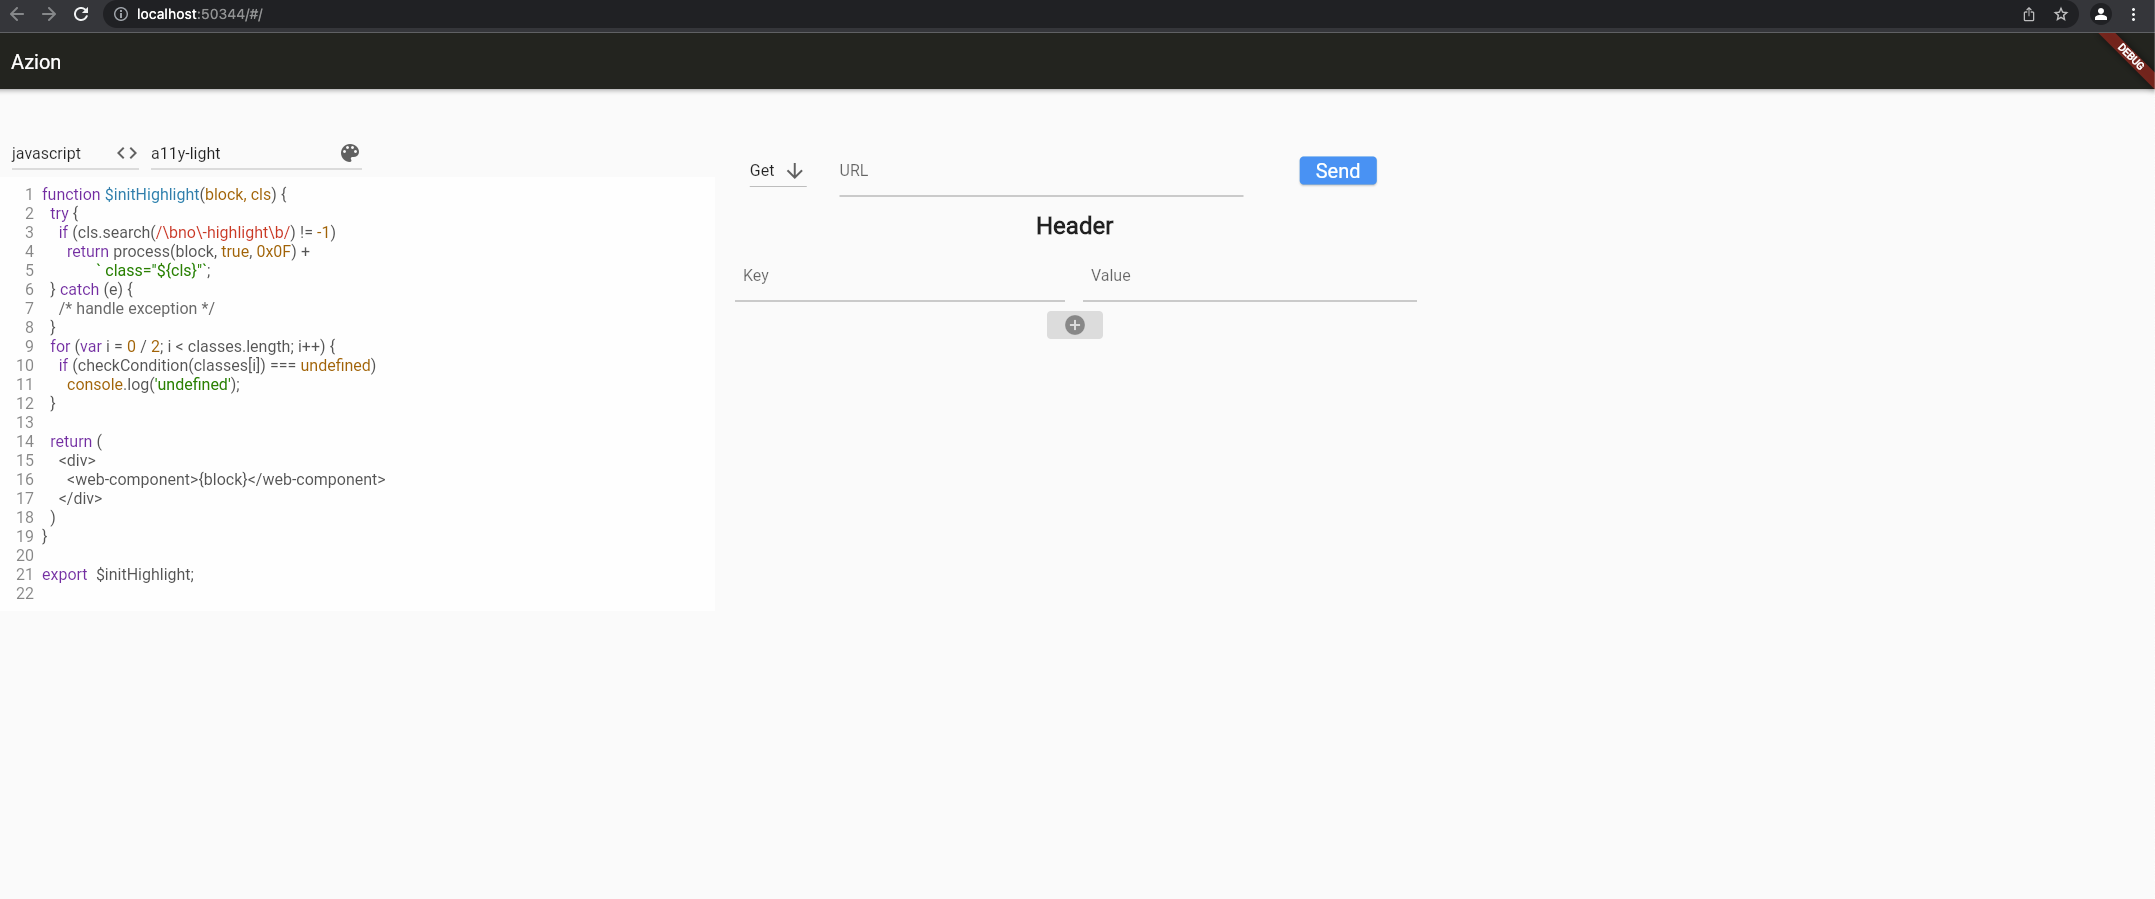 localhost:50344/#/
Azion
DEBUG
javascript <> a11y-light
1 function $initHighlight(block, cls) {
2 try {
3 if (cls.search(/\bno\-highlight\b/) != -1)
4 return process(block, true, 0x0F) +
5 ` class="${cls}"`;
6 } catch (e) {
7 /* handle exception */
8 }
9 for (var i = 0 / 2; i < classes.length; i++) {
10 if (checkCondition(classes[i]) === undefined)
11 console.log('undefined');
12 }
13
14 return (
15 <div>
16 <web-component>{block}</web-component>
17 </div>
18 )
19 }
20
21 export  $initHighlight;
22
Get URL Send
Header
Key Value